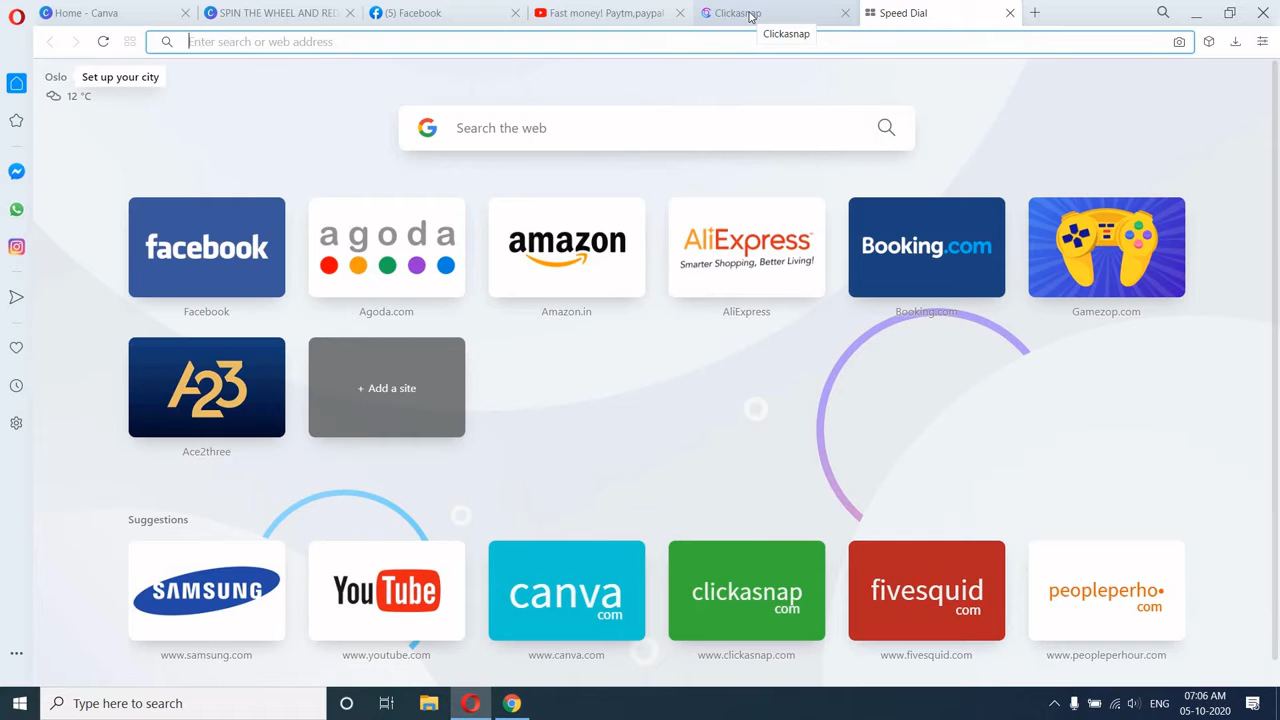 Home - Canva
SPIN THE WHEEL AND RED
(5) Facebook
Fast money! Paytm,paypal
Clickasnap
Speed Dial
Clickasnap
Enter search or web address
Oslo
Set up your city
12 °C
Search the web
facebook
agoda
amazon
AliExpress
Smarter Shopping, Better Living!
Booking.com
Facebook
Agoda.com
Amazon.in
AliExpress
Booking.com
Gamezop.com
A23
+ Add a site
Ace2three
Suggestions
SAMSUNG
YouTube
canva
com
clickasnap
com
fivesquid
com
peopleperho•
com
www.samsung.com
www.youtube.com
www.canva.com
www.clickasnap.com
www.fivesquid.com
www.peopleperhour.com
Type here to search
07:06 AM
05-10-2020